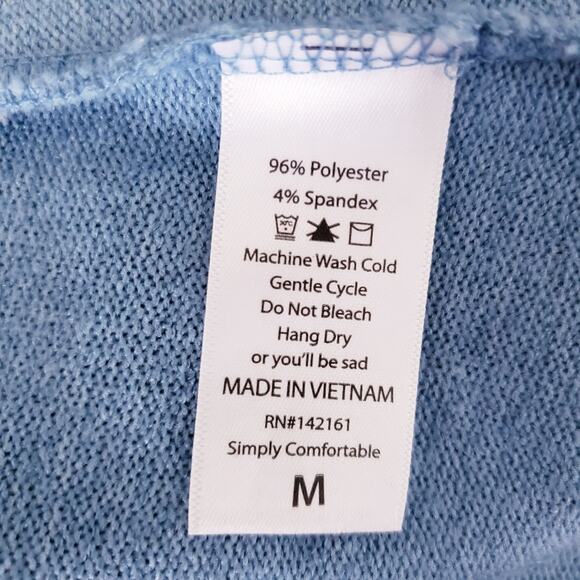 96% Polyester
4% Spandex
30°C
Machine Wash Cold
Gentle Cycle
Do Not Bleach
Hang Dry
or you'll be sad
MADE IN VIETNAM
RN#142161
Simply Comfortable
M